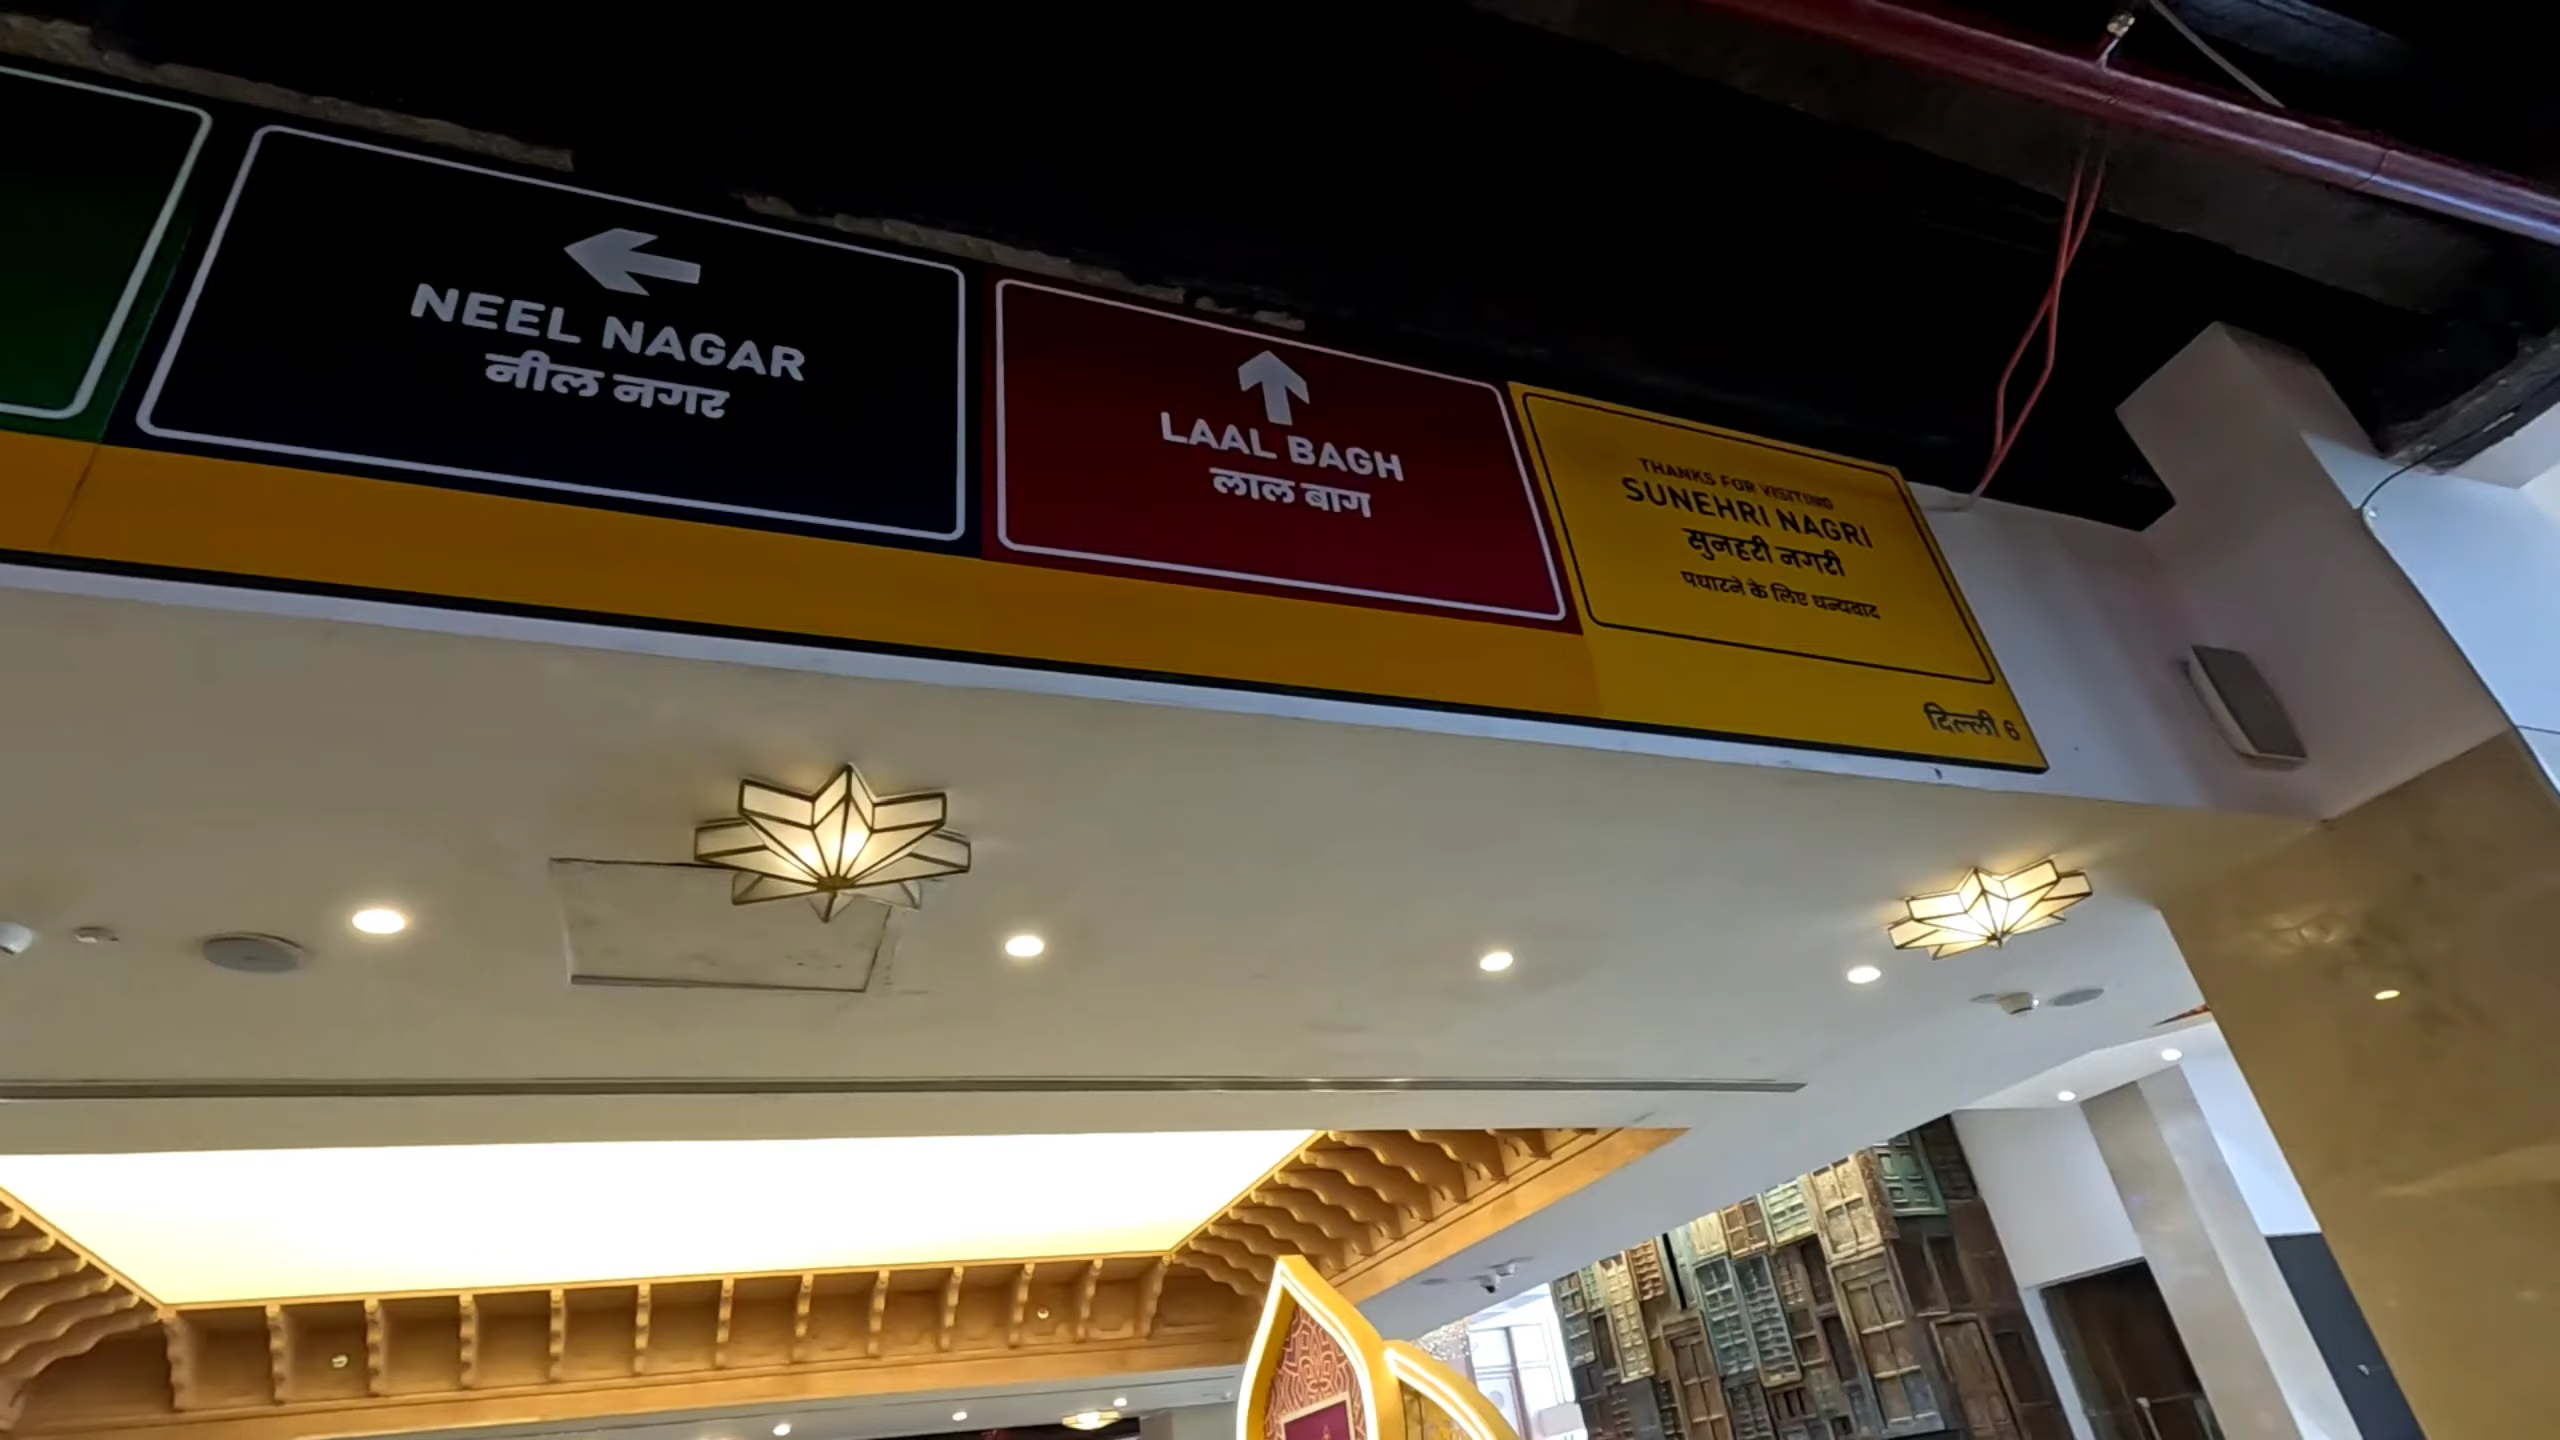 NEEL NAGAR
नील नगर
LAAL BAGH
लाल बाग
THANKS FOR VISITING
SUNEHRI NAGRI
सुनहरी नगरी
पधारने के लिए धन्यवाद
दिल्ली 6